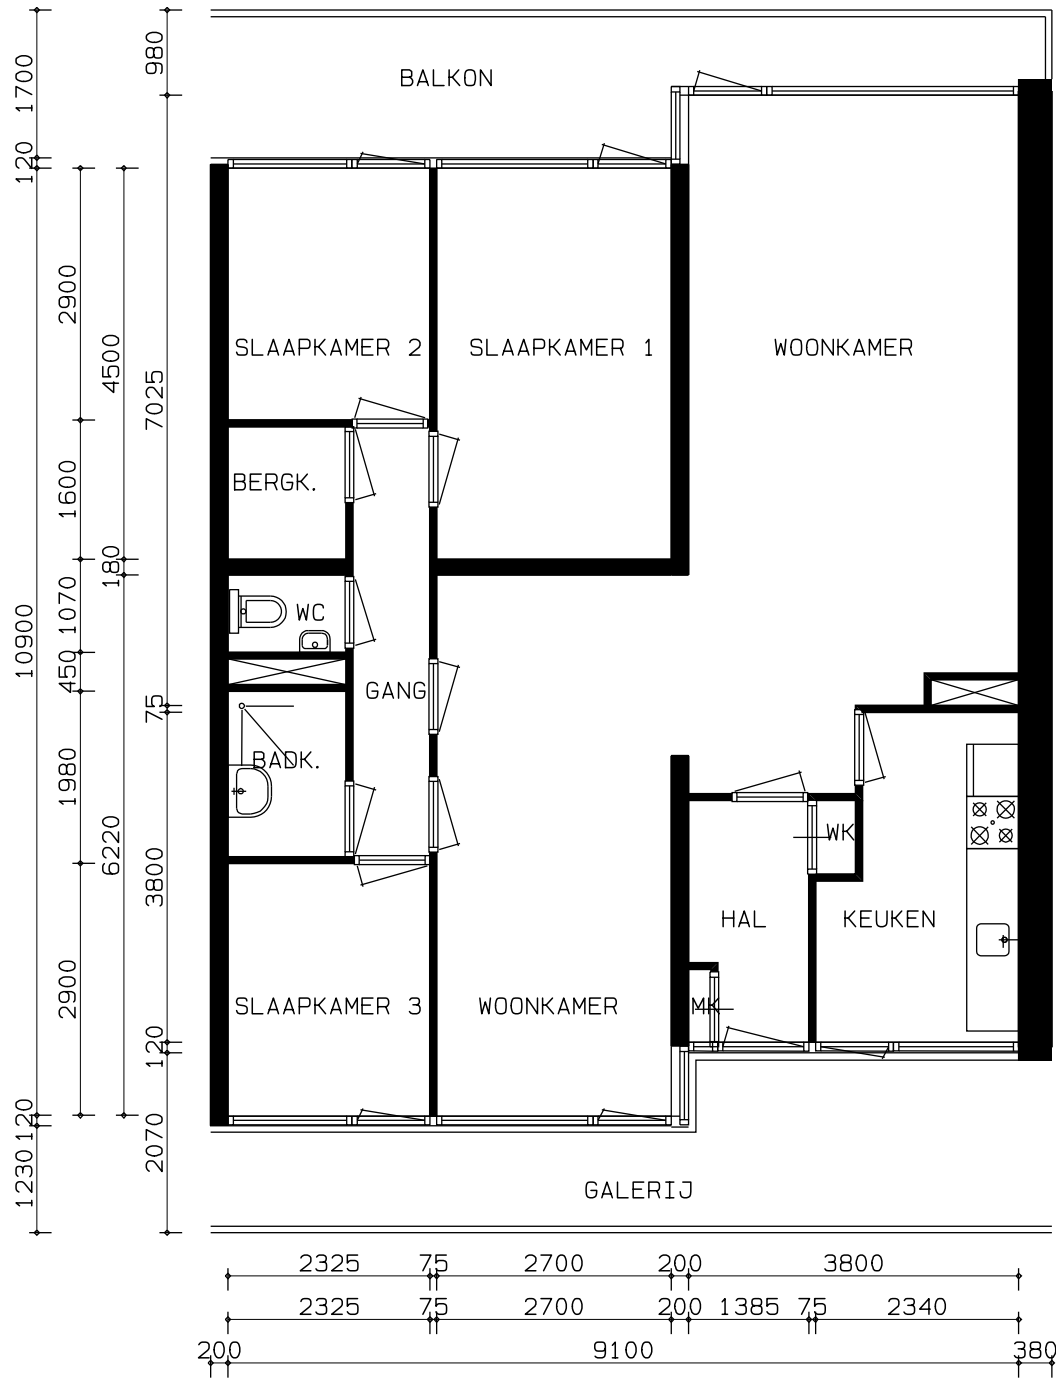 BALKON
SLAAPKAMER 2
SLAAPKAMER 1
WOONKAMER
BERGK.
WC
GANG
BADK.
WK
HAL
KEUKEN
SLAAPKAMER 3
WOONKAMER
MK
GALERIJ
1700
120
10900
120
1230
2900
1600
1070
450
1980
2900
4500
180
6220
980
7025
75
3800
120
2070
2325 75 2700 200 3800
2325 75 2700 200 1385 75 2340
200 9100 380